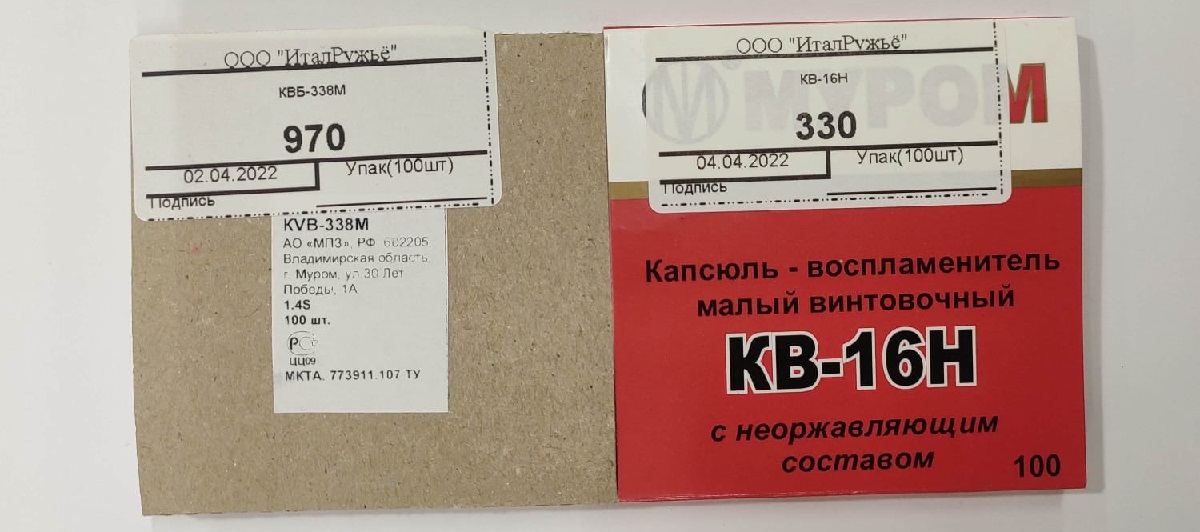 ООО "ИталРужьё"
КВБ-338М
970
02.04.2022
Упак(100шт)
Подпись
KVB-338M
АО «МПЗ», РФ, 602205
Владимирская область,
г. Муром, ул.30 Лет
Победы, 1А
1.4S
100 шт.
РСт
ЦЦ09
МКТА. 773911.107 ТУ
ООО "ИталРужьё"
КВ-16Н
МУРОМ
330
04.04.2022
Упак(100шт)
Подпись
Капсюль - воспламенитель
малый винтовочный
КВ-16Н
с неоржавляющим
составом
100